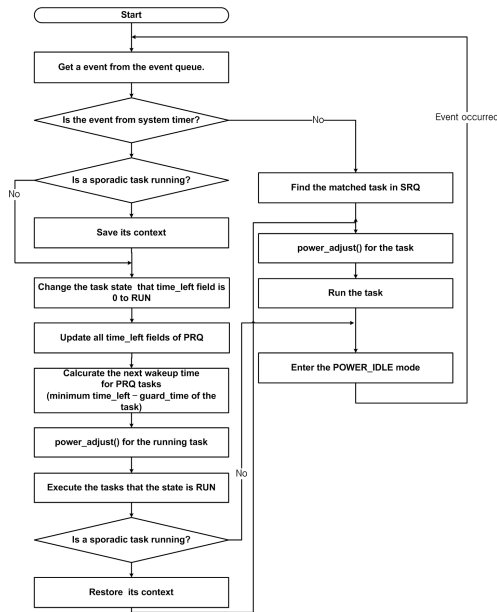 Start
Get a event from the event queue.
Is the event from system timer?
No
Event occurred
Is a sporadic task running?
No
Find the matched task in SRQ
Save its context
power_adjust() for the task
Change the task state that time_left field is
0 to RUN
Run the task
Update all time_left fields of PRQ
Enter the POWER_IDLE mode
Calcurate the next wakeup time
for PRQ tasks
(minimum time_left – guard_time of the
task)
power_adjust() for the running task
No
Execute the tasks that the state is RUN
Is a sporadic task running?
Restore its context